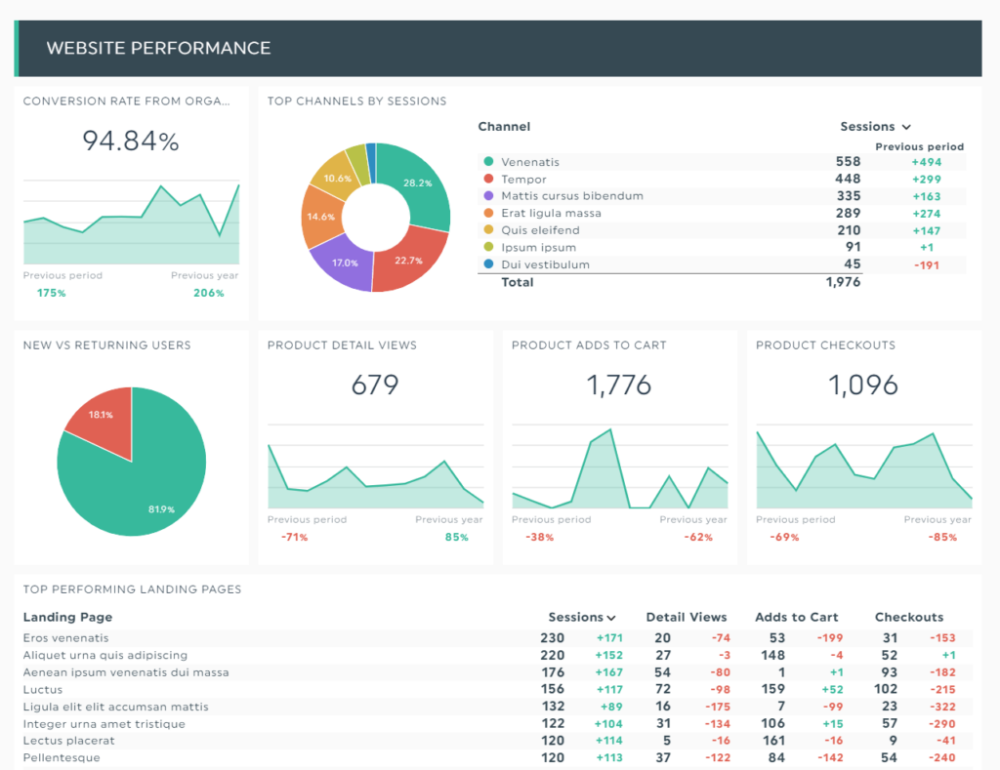 WEBSITE PERFORMANCE
CONVERSION RATE FROM ORGA...
94.84%
Previous period
Previous year
175%
206%
TOP CHANNELS BY SESSIONS
28.2%
22.7%
17.0%
14.6%
10.6%
Channel Sessions
Previous period
Venenatis 558 +494
Tempor 448 +299
Mattis cursus bibendum 335 +163
Erat ligula massa 289 +274
Quis eleifend 210 +147
Ipsum ipsum 91 +1
Dui vestibulum 45 -191
Total 1,976
NEW VS RETURNING USERS
18.1%
81.9%
PRODUCT DETAIL VIEWS
679
Previous period
Previous year
-71%
85%
PRODUCT ADDS TO CART
1,776
Previous period
Previous year
-38%
-62%
PRODUCT CHECKOUTS
1,096
Previous period
Previous year
-69%
-85%
TOP PERFORMING LANDING PAGES
Landing Page Sessions Detail Views Adds to Cart Checkouts
Eros venenatis 230 +171 20 -74 53 -199 31 -153
Aliquet urna quis adipiscing 220 +152 27 -3 148 -4 52 +1
Aenean ipsum venenatis dui massa 176 +167 54 -80 1 +1 93 -182
Luctus 156 +117 72 -98 159 +52 102 -215
Ligula elit elit accumsan mattis 132 +89 16 -175 7 -99 23 -322
Integer urna amet tristique 122 +104 31 -134 106 +15 57 -290
Lectus placerat 120 +114 5 -16 161 -16 9 -41
Pellentesque 120 +113 37 -122 84 -142 54 -240